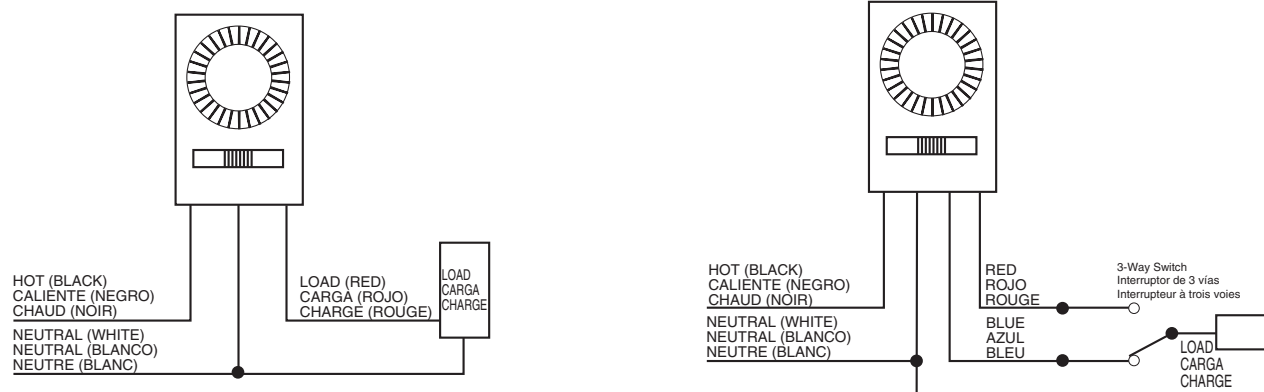 HOT (BLACK)
CALIENTE (NEGRO)
CHAUD (NOIR)
NEUTRAL (WHITE)
NEUTRAL (BLANCO)
NEUTRE (BLANC)
LOAD (RED)
CARGA (ROJO)
CHARGE (ROUGE)
LOAD
CARGA
CHARGE
HOT (BLACK)
CALIENTE (NEGRO)
CHAUD (NOIR)
NEUTRAL (WHITE)
NEUTRAL (BLANCO)
NEUTRE (BLANC)
RED
ROJO
ROUGE
BLUE
AZUL
BLEU
3-Way Switch
Interruptor de 3 vías
Interrupteur à trois voies
LOAD
CARGA
CHARGE